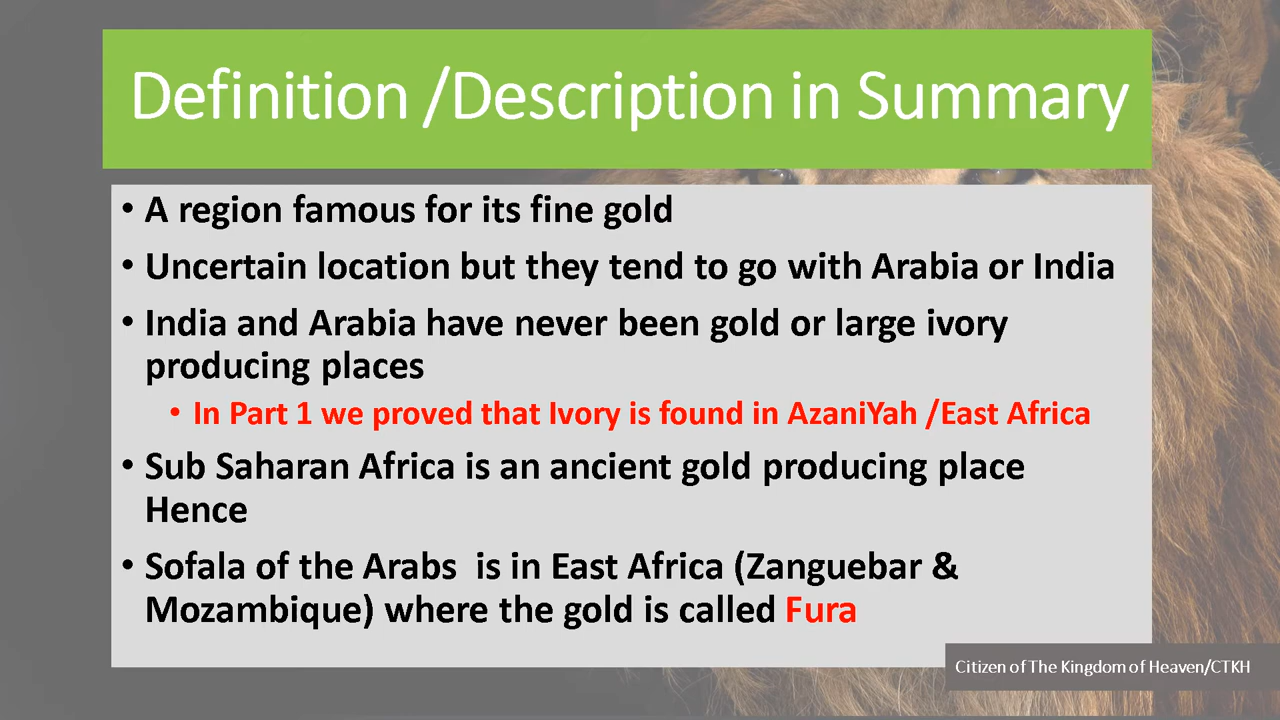 Definition /Description in Summary
• A region famous for its fine gold
• Uncertain location but they tend to go with Arabia or India
• India and Arabia have never been gold or large ivory
producing places
• In Part 1 we proved that Ivory is found in AzaniYah /East Africa
• Sub Saharan Africa is an ancient gold producing place
Hence
• Sofala of the Arabs  is in East Africa (Zanguebar &
Mozambique) where the gold is called Fura
Citizen of The Kingdom of Heaven/CTKH